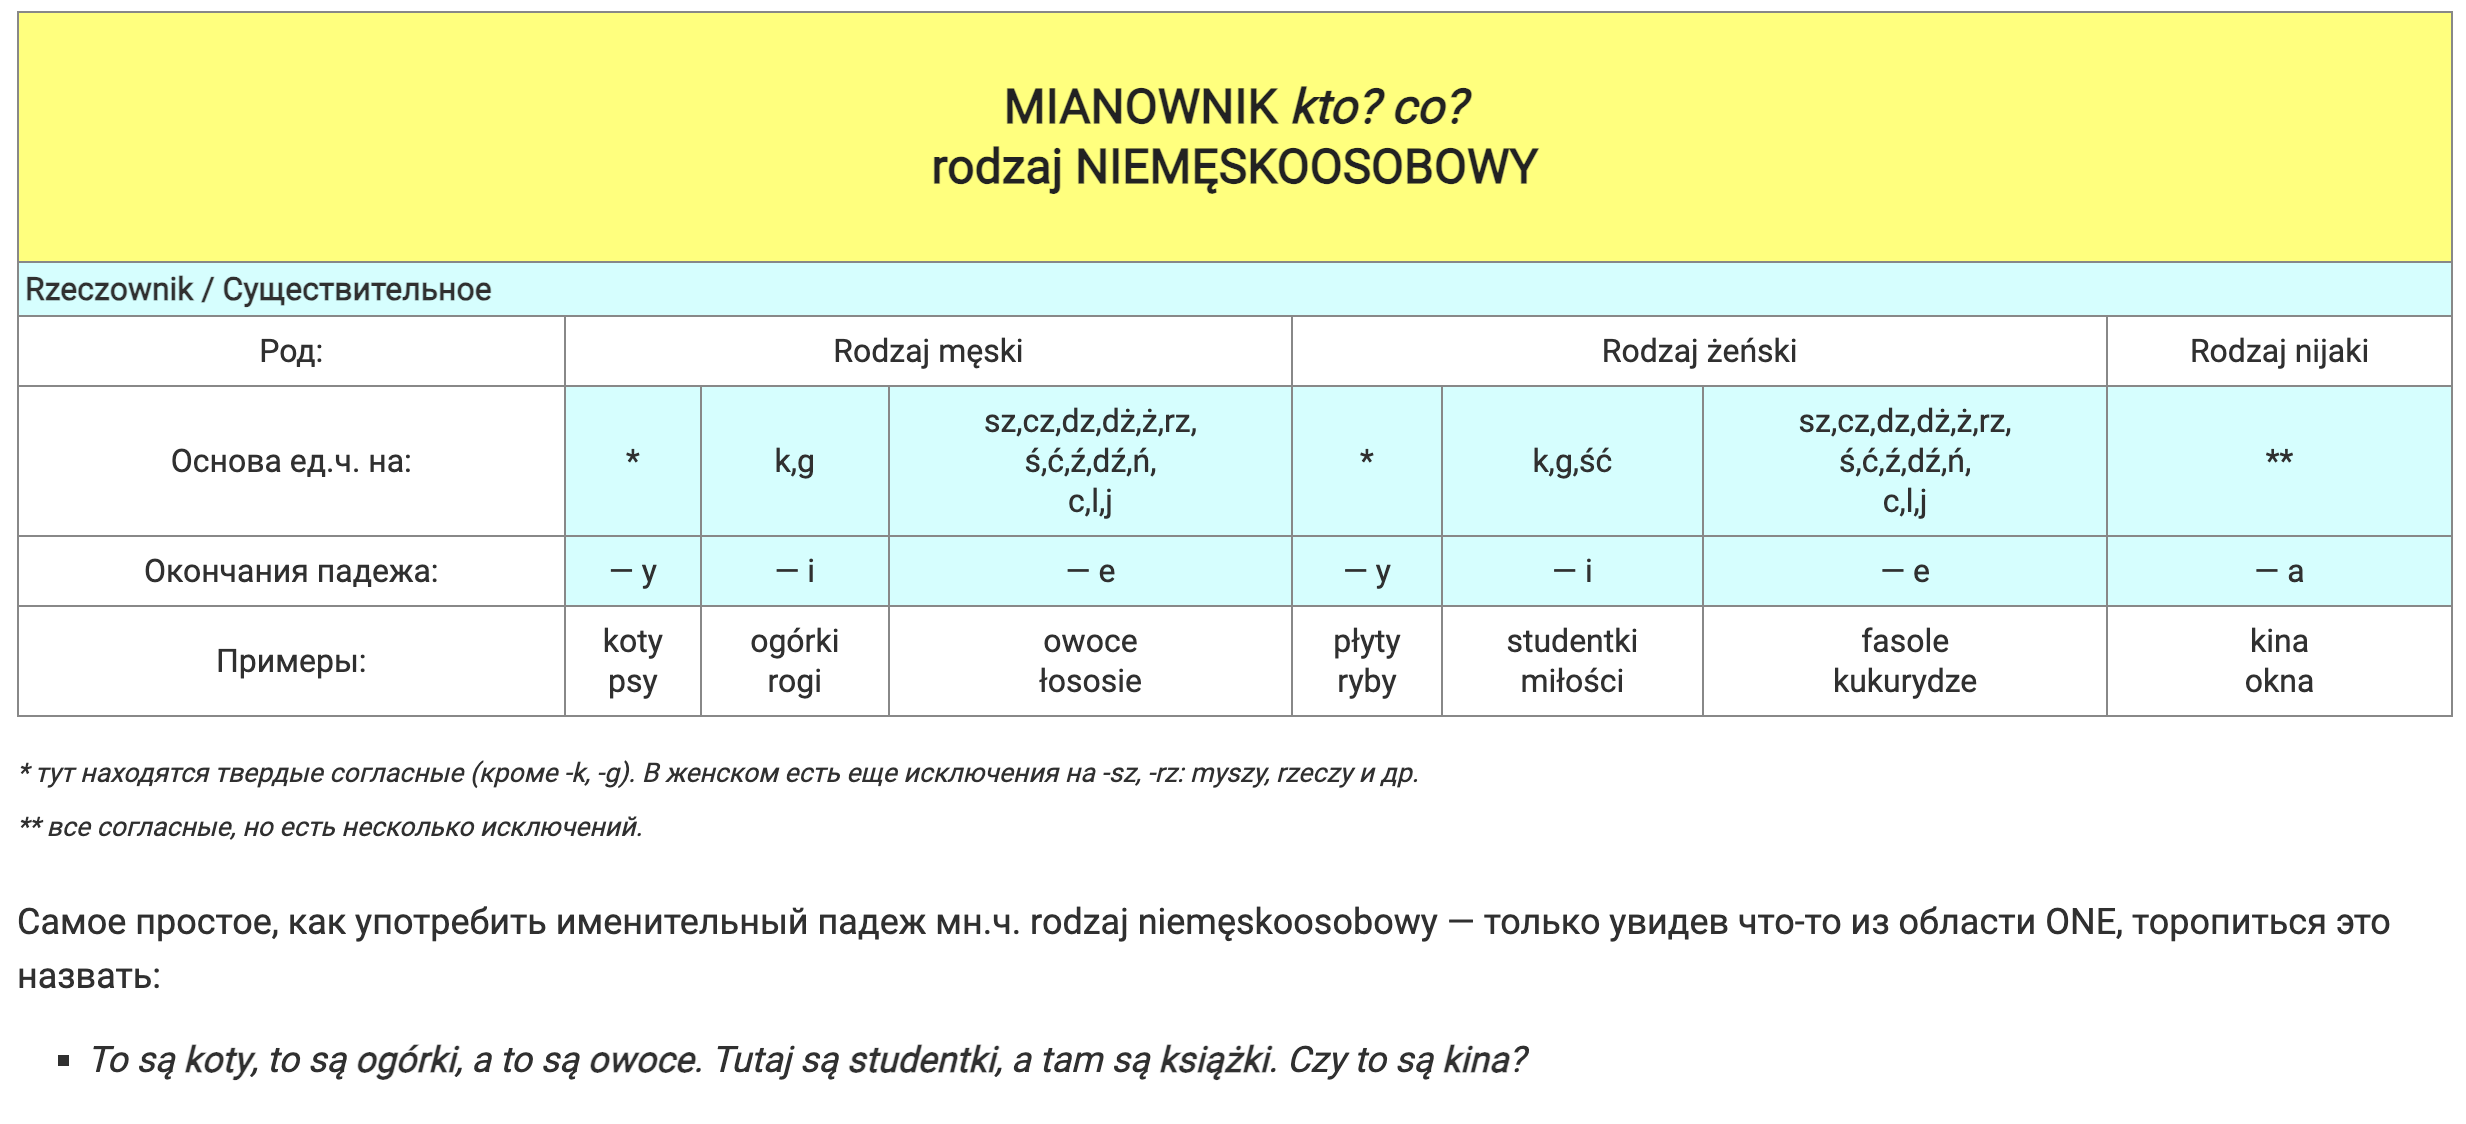 MIANOWNIK kto? co?
rodzaj NIEMĘSKOOSOBOWY
Rzeczownik / Существительное
Род:
Rodzaj męski
Rodzaj żeński
Rodzaj nijaki
Основа ед.ч. на:
*
k,g
sz,cz,dz,dż,ż,rz,
ś,ć,ź,dź,ń,
c,l,j
*
k,g,ść
sz,cz,dz,dż,ż,rz,
ś,ć,ź,dź,ń,
c,l,j
**
Окончания падежа:
— y
— i
— e
— y
— i
— e
— a
Примеры:
koty
psy
ogórki
rogi
owoce
łososie
płyty
ryby
studentki
miłości
fasole
kukurydze
kina
okna
* тут находятся твердые согласные (кроме -k, -g). В женском есть еще исключения на -sz, -rz: myszy, rzeczy и др.
** все согласные, но есть несколько исключений.
Самое простое, как употребить именительный падеж мн.ч. rodzaj niemęskoosobowy — только увидев что-то из области ONE, торопиться это
назвать:
▪ To są koty, to są ogórki, a to są owoce. Tutaj są studentki, a tam są książki. Czy to są kina?